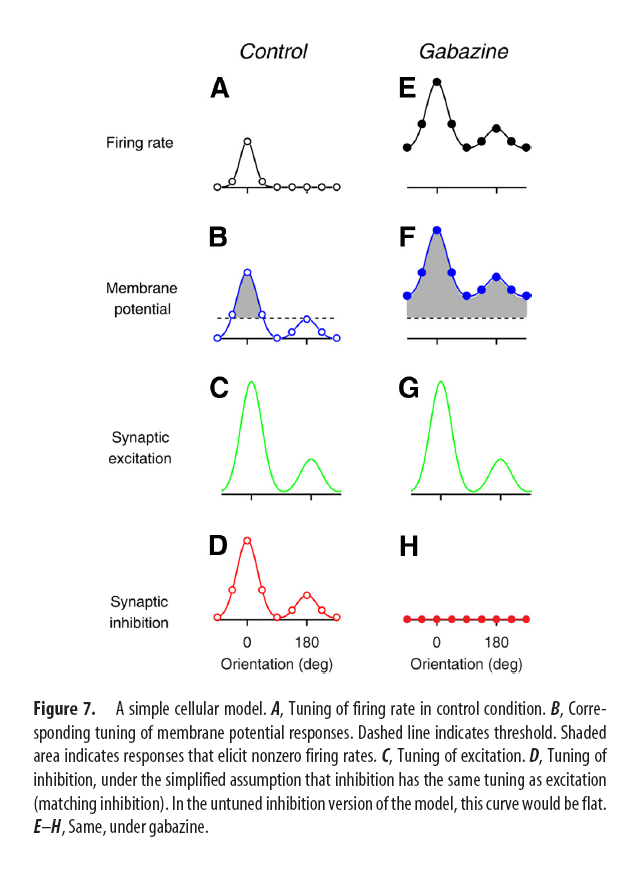 Control
Gabazine
A
E
Firing rate
B
F
Membrane
potential
C
G
Synaptic
excitation
D
H
Synaptic
inhibition
0
180
0
180
Orientation (deg)
Orientation (deg)
Figure 7. A simple cellular model. A, Tuning of firing rate in control condition. B, Corre-
sponding tuning of membrane potential responses. Dashed line indicates threshold. Shaded
area indicates responses that elicit nonzero firing rates. C, Tuning of excitation. D, Tuning of
inhibition, under the simplified assumption that inhibition has the same tuning as excitation
(matching inhibition). In the untuned inhibition version of the model, this curve would be flat.
E–H, Same, under gabazine.